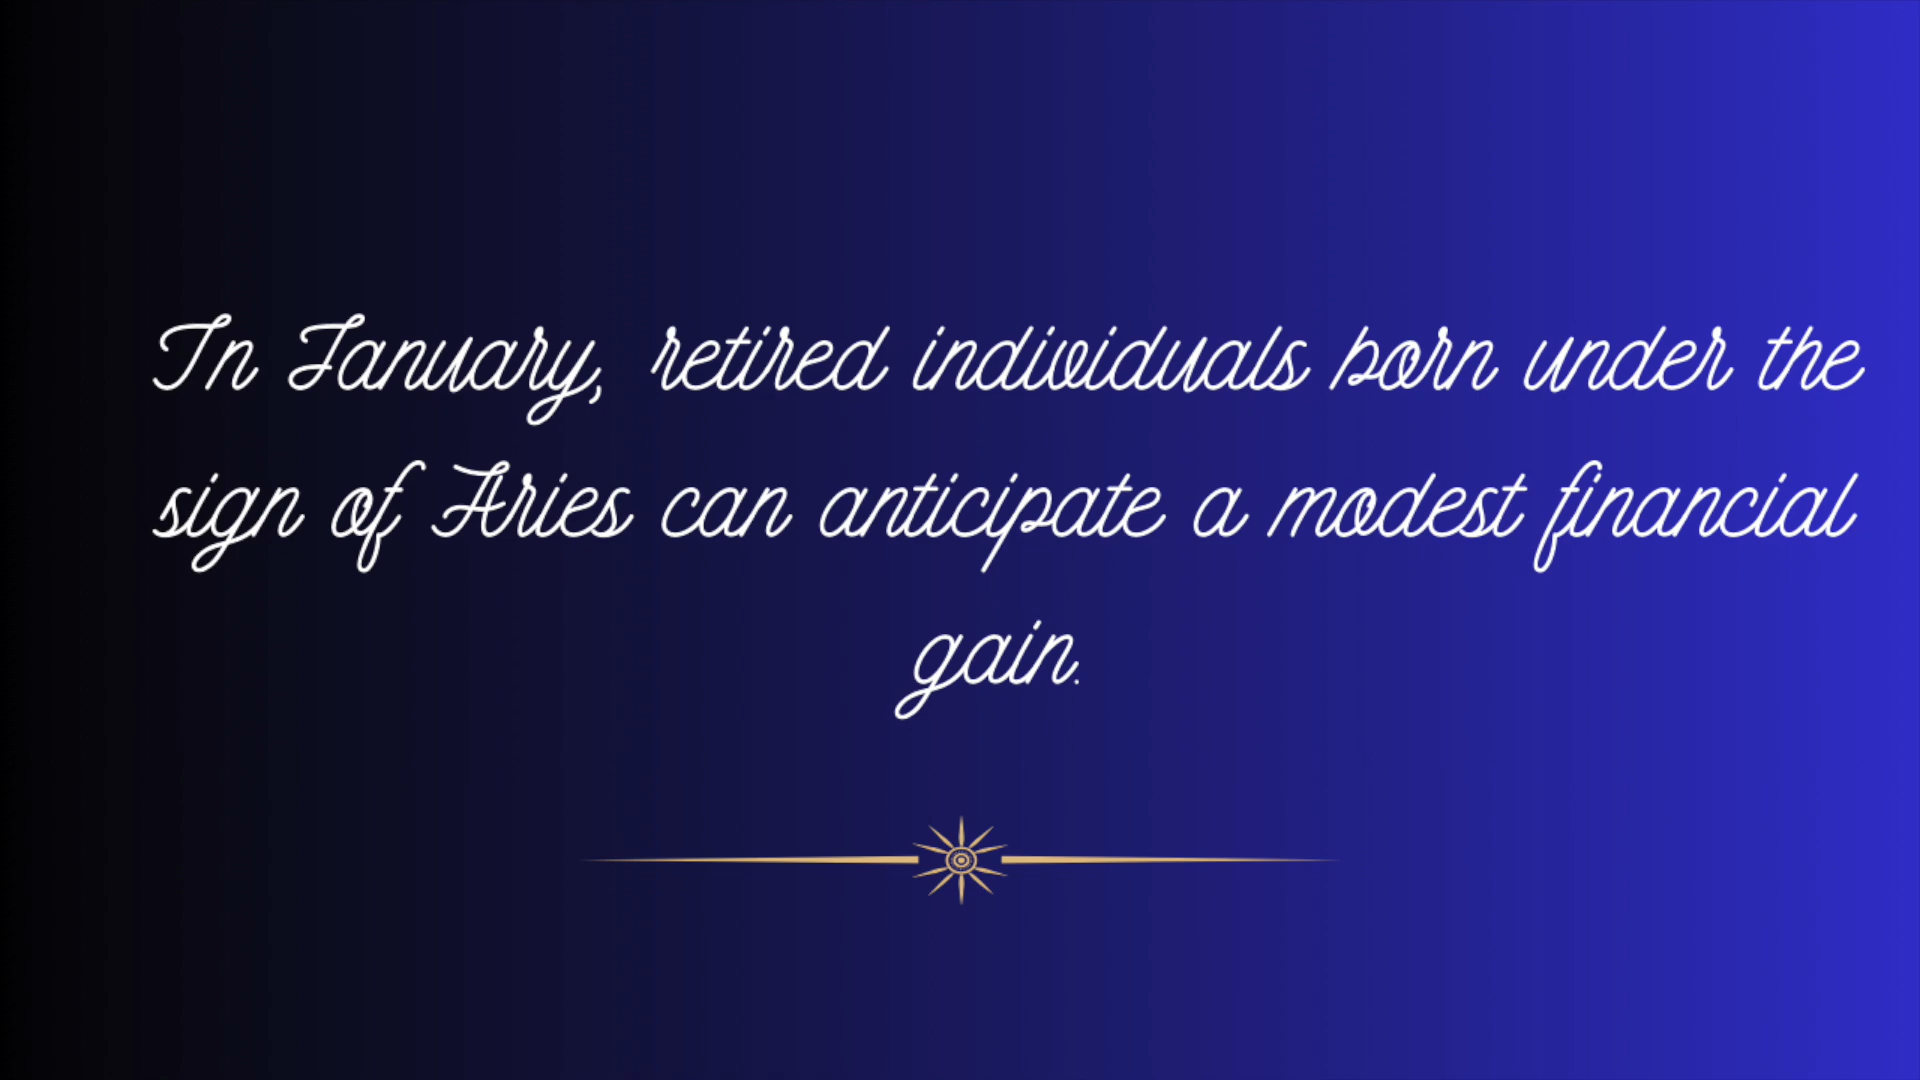 In January, retired individuals born under the
sign of Aries can anticipate a modest financial
gain.